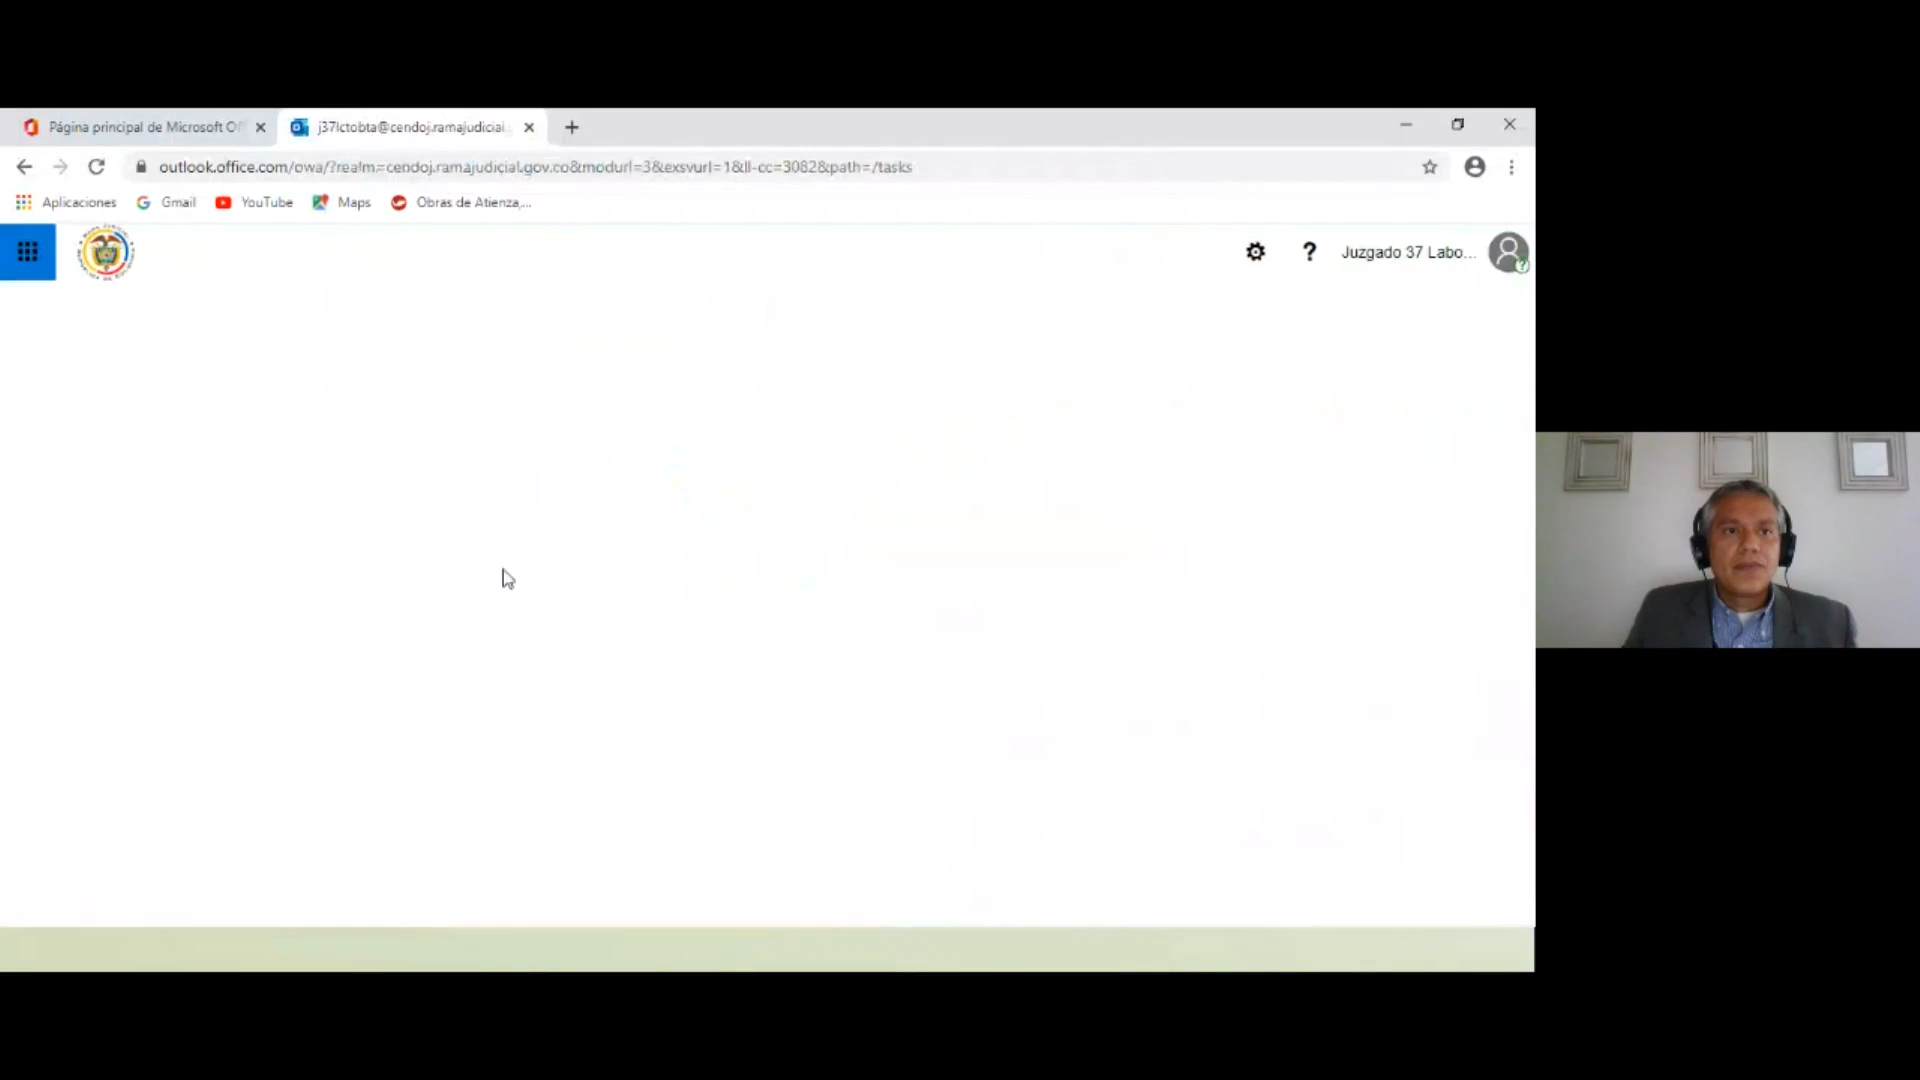 Página principal de Microsoft Of
j37lctobta@cendoj.ramajudicial.
outlook.office.com/owa/?realm=cendoj.ramajudicial.gov.co&modurl=3&exsvurl=1&ll-cc=3082&path=/tasks
Aplicaciones Gmail YouTube Maps Obras de Atienza,...
? Juzgado 37 Labo...